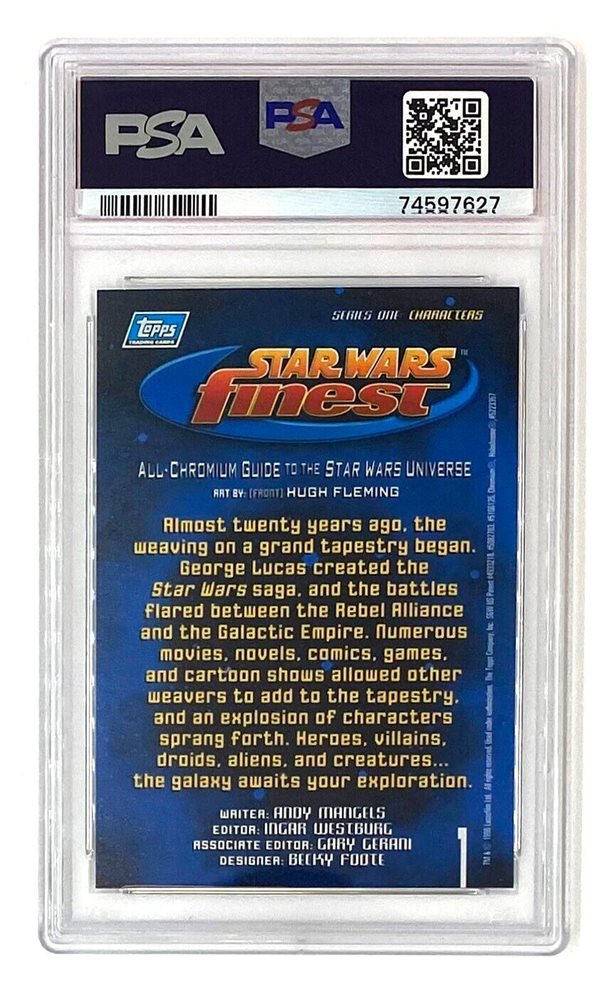 PSA
PSA
74597627
topps
TRADING CARDS
SERIES ONE CHARACTERS
STAR WARS
finest
ALL-CHROMIUM GUIDE TO THE STAR WARS UNIVERSE
ART BY: (FRONT) HUGH FLEMING
Almost twenty years ago, the
weaving on a grand tapestry began.
George Lucas created the
Star Wars saga, and the battles
flared between the Rebel Alliance
and the Galactic Empire. Numerous
movies, novels, comics, games,
and cartoon shows allowed other
weavers to add to the tapestry,
and an explosion of characters
sprang forth. Heroes, villains,
droids, aliens, and creatures...
the galaxy awaits your exploration.
WRITER: ANDY MANGELS
EDITOR: INGAR WESTBURG
ASSOCIATE EDITOR: GARY GERANI
DESIGNER: BECKY FOOTE
1